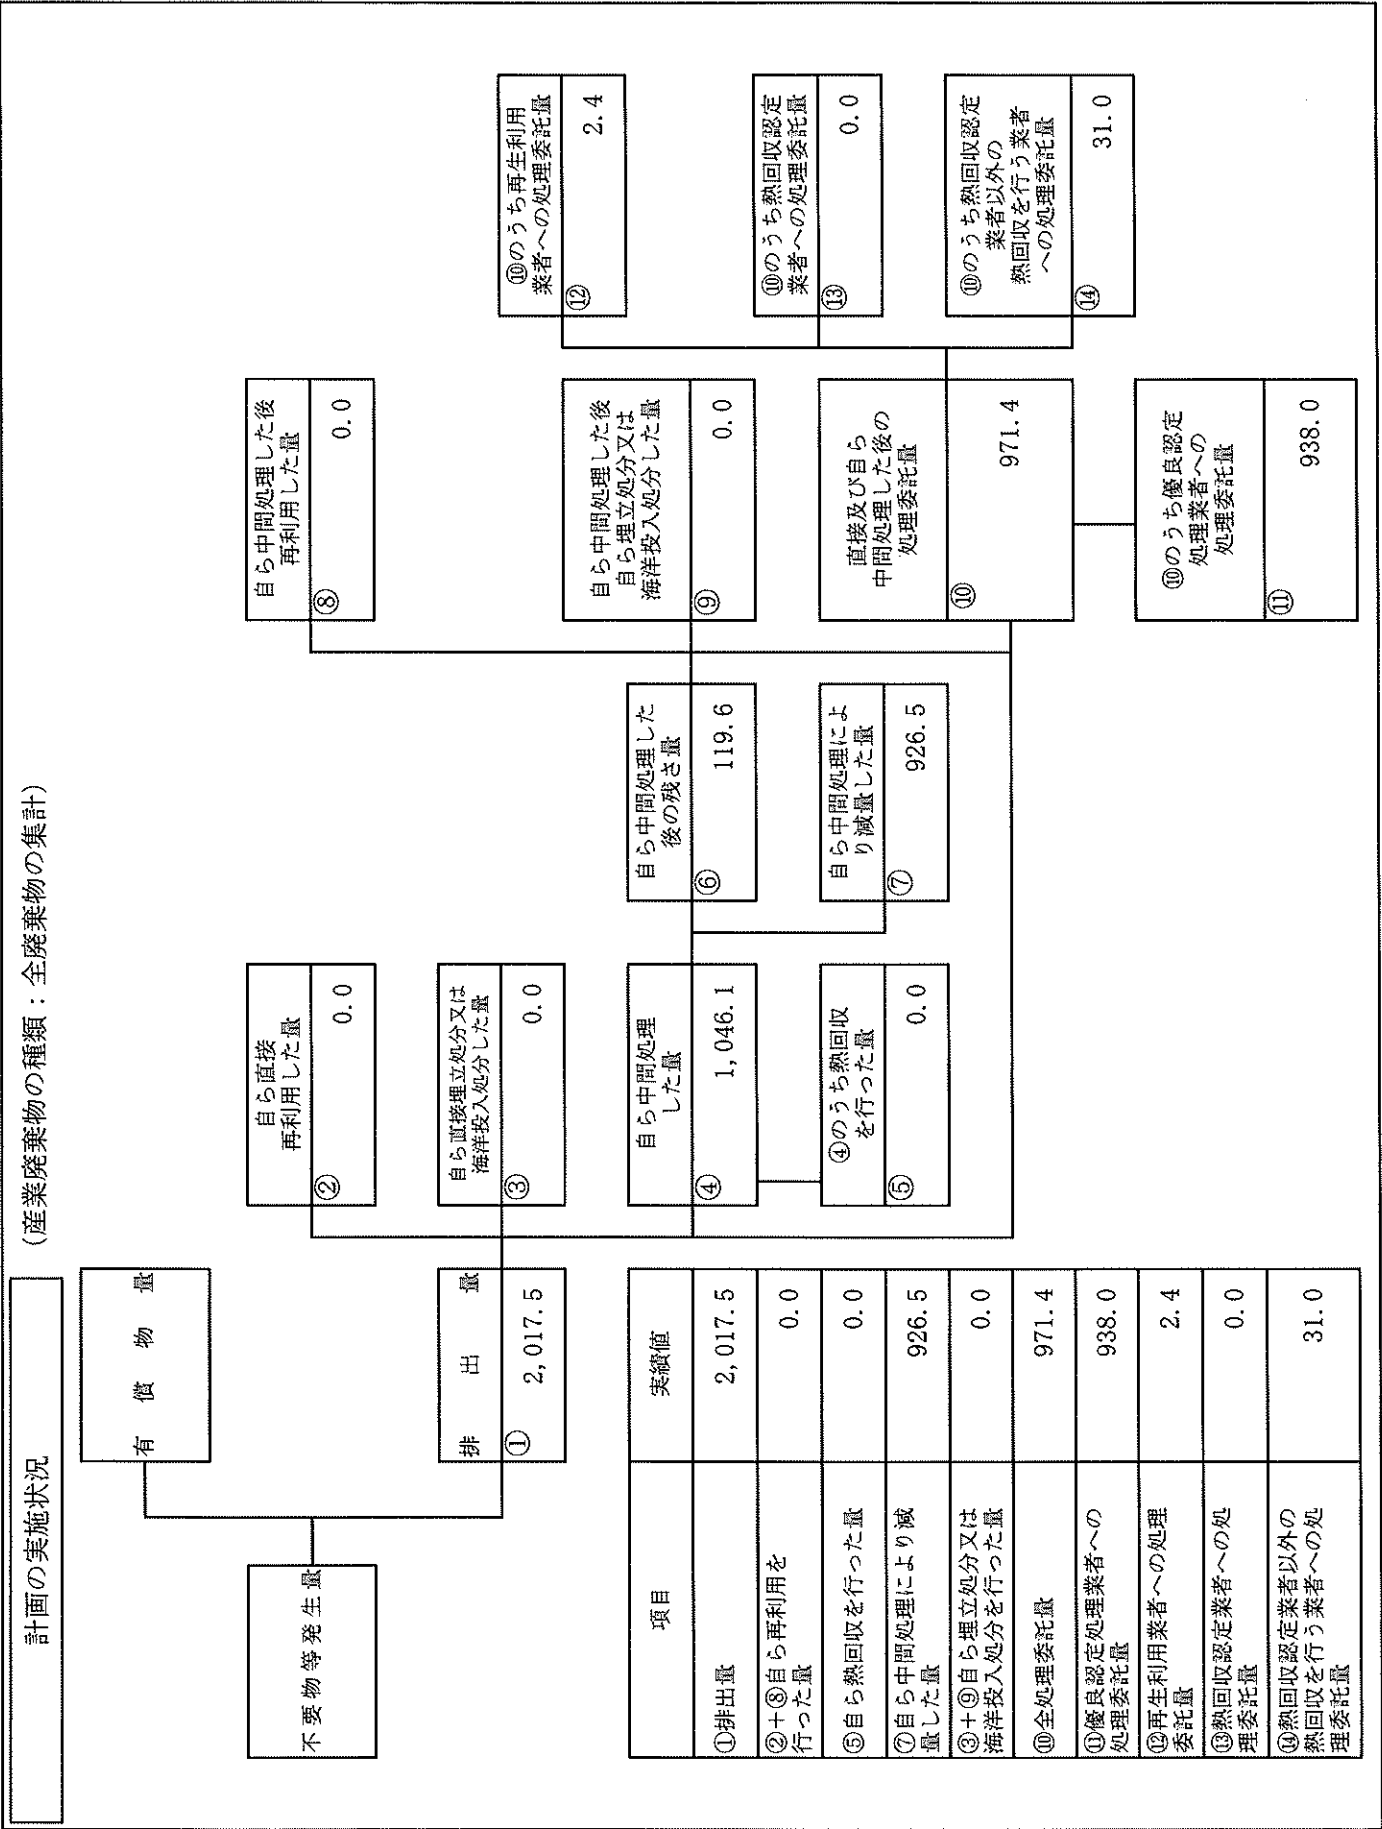 計画の実施状況
(産業廃棄物の種類：全廃棄物の集計)
不要物等発生量
有償物量
排出量
① 2,017.5
自ら直接
再利用した量
② 0.0
自ら直接埋立処分又は
海洋投入処分した量
③ 0.0
自ら中間処理
した量
④ 1,046.1
④のうち熱回収
を行った量
⑤ 0.0
自ら中間処理した
後の残さ量
⑥ 119.6
自ら中間処理によ
り減量した量
⑦ 926.5
自ら中間処理した後
再利用した量
⑧ 0.0
自ら中間処理した後
自ら埋立処分又は
海洋投入処分した量
⑨ 0.0
直接及び自ら
中間処理した後の
処理委託量
⑩ 971.4
⑩のうち優良認定
処理業者への
処理委託量
⑪ 938.0
⑩のうち再生利用
業者への処理委託量
⑫ 2.4
⑩のうち熱回収認定
業者への処理委託量
⑬ 0.0
⑩のうち熱回収認定
業者以外の
熱回収を行う業者
への処理委託量
⑭ 31.0
項目 実績値
①排出量 2,017.5
②＋⑧自ら再利用を
行った量 0.0
⑤自ら熱回収を行った量 0.0
⑦自ら中間処理により減
量した量 926.5
③＋⑨自ら埋立処分又は
海洋投入処分を行った量 0.0
⑩全処理委託量 971.4
⑪優良認定処理業者への
処理委託量 938.0
⑫再生利用業者への処理
委託量 2.4
⑬熱回収認定業者への処
理委託量 0.0
⑭熱回収認定業者以外の
熱回収を行う業者への処
理委託量 31.0